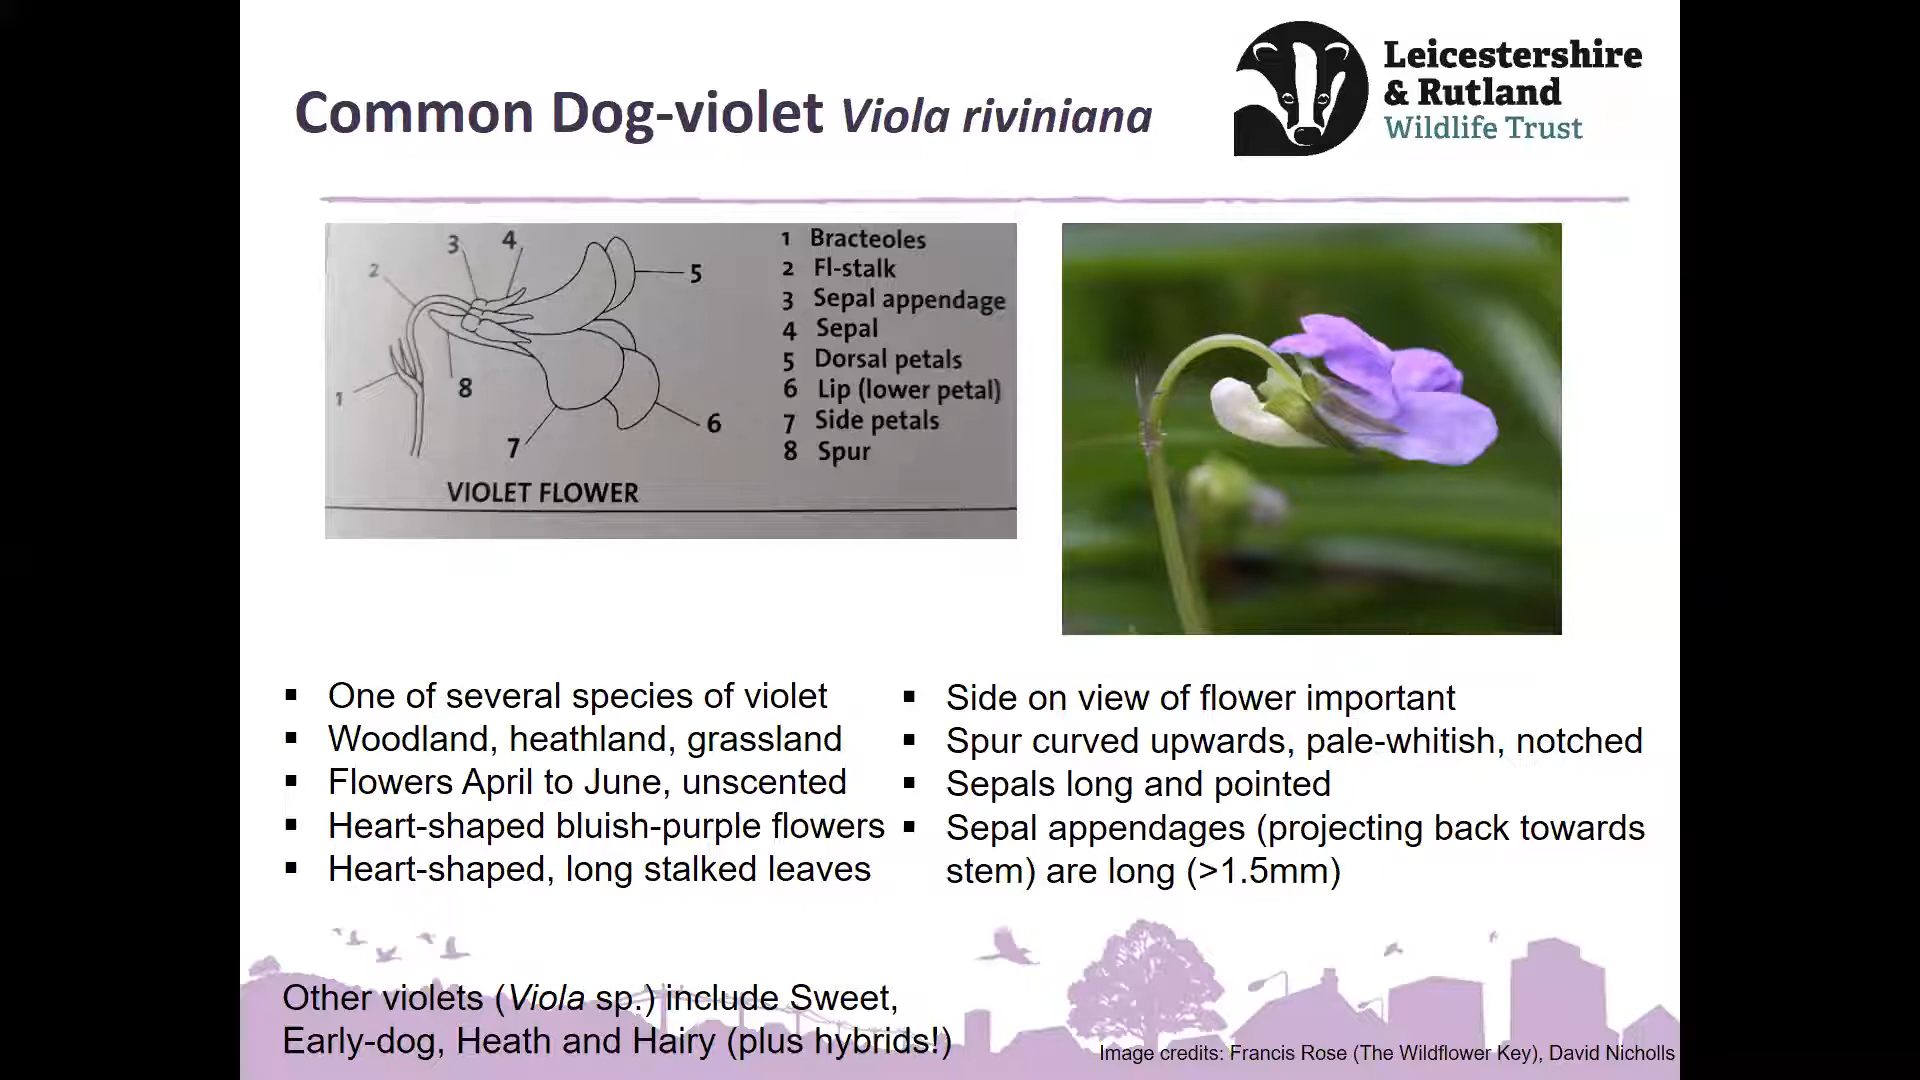 Common Dog-violet Viola riviniana
Leicestershire
& Rutland
Wildlife Trust
3 4
2
5
1
8
7
6
VIOLET FLOWER
1 Bracteoles
2 Fl-stalk
3 Sepal appendage
4 Sepal
5 Dorsal petals
6 Lip (lower petal)
7 Side petals
8 Spur
▪ One of several species of violet
▪ Woodland, heathland, grassland
▪ Flowers April to June, unscented
▪ Heart-shaped bluish-purple flowers
▪ Heart-shaped, long stalked leaves
▪ Side on view of flower important
▪ Spur curved upwards, pale-whitish, notched
▪ Sepals long and pointed
▪ Sepal appendages (projecting back towards
stem) are long (>1.5mm)
Other violets (Viola sp.) include Sweet,
Early-dog, Heath and Hairy (plus hybrids!)
Image credits: Francis Rose (The Wildflower Key), David Nicholls